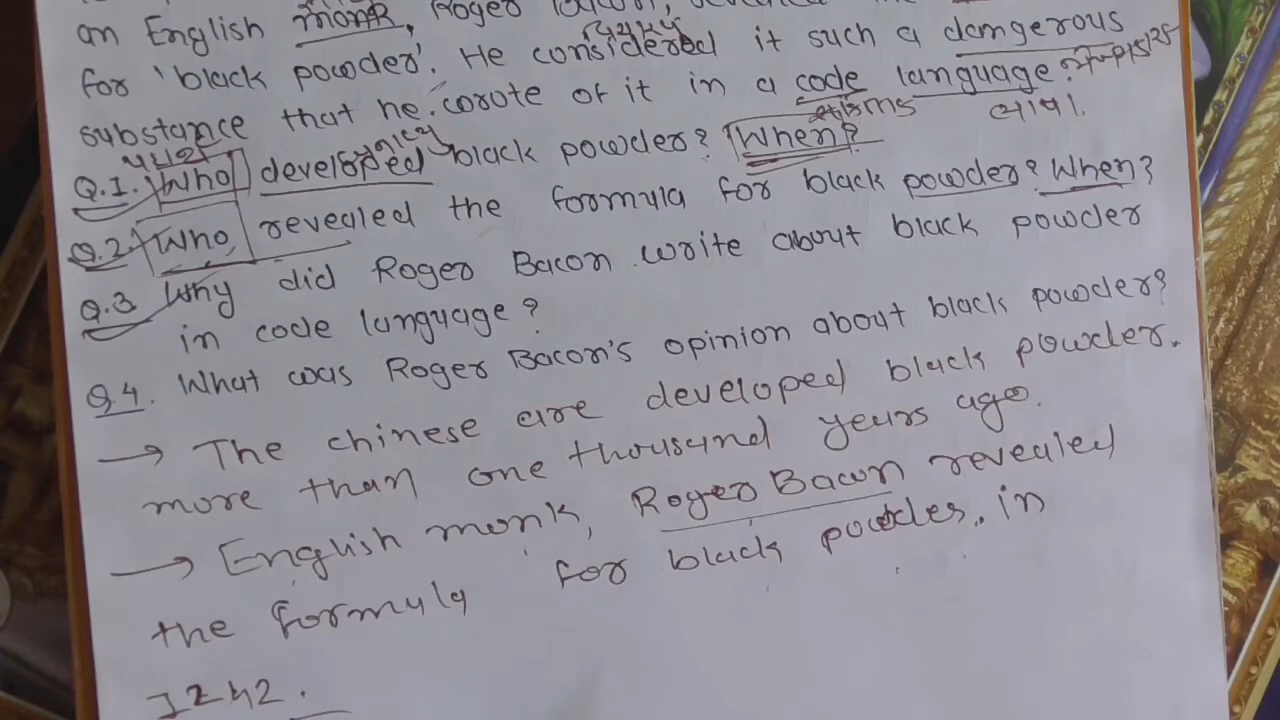 an English monk, Roger Bacon,
for 'black powder'. He considered it such a dangerous
substance that he wrote of it in a code language.
Q.1. Who developed black powder? When?
Q.2 Who revealed the formula for black powder? When?
Q.3 Why did Roger Bacon write about black powder
in code language?
Q.4. What was Roger Bacon's opinion about black powder?
→ The chinese are developed black powder.
more than one thousand years ago.
→ English monk, Roger Bacon revealed
the formula for black powder. in
1242.